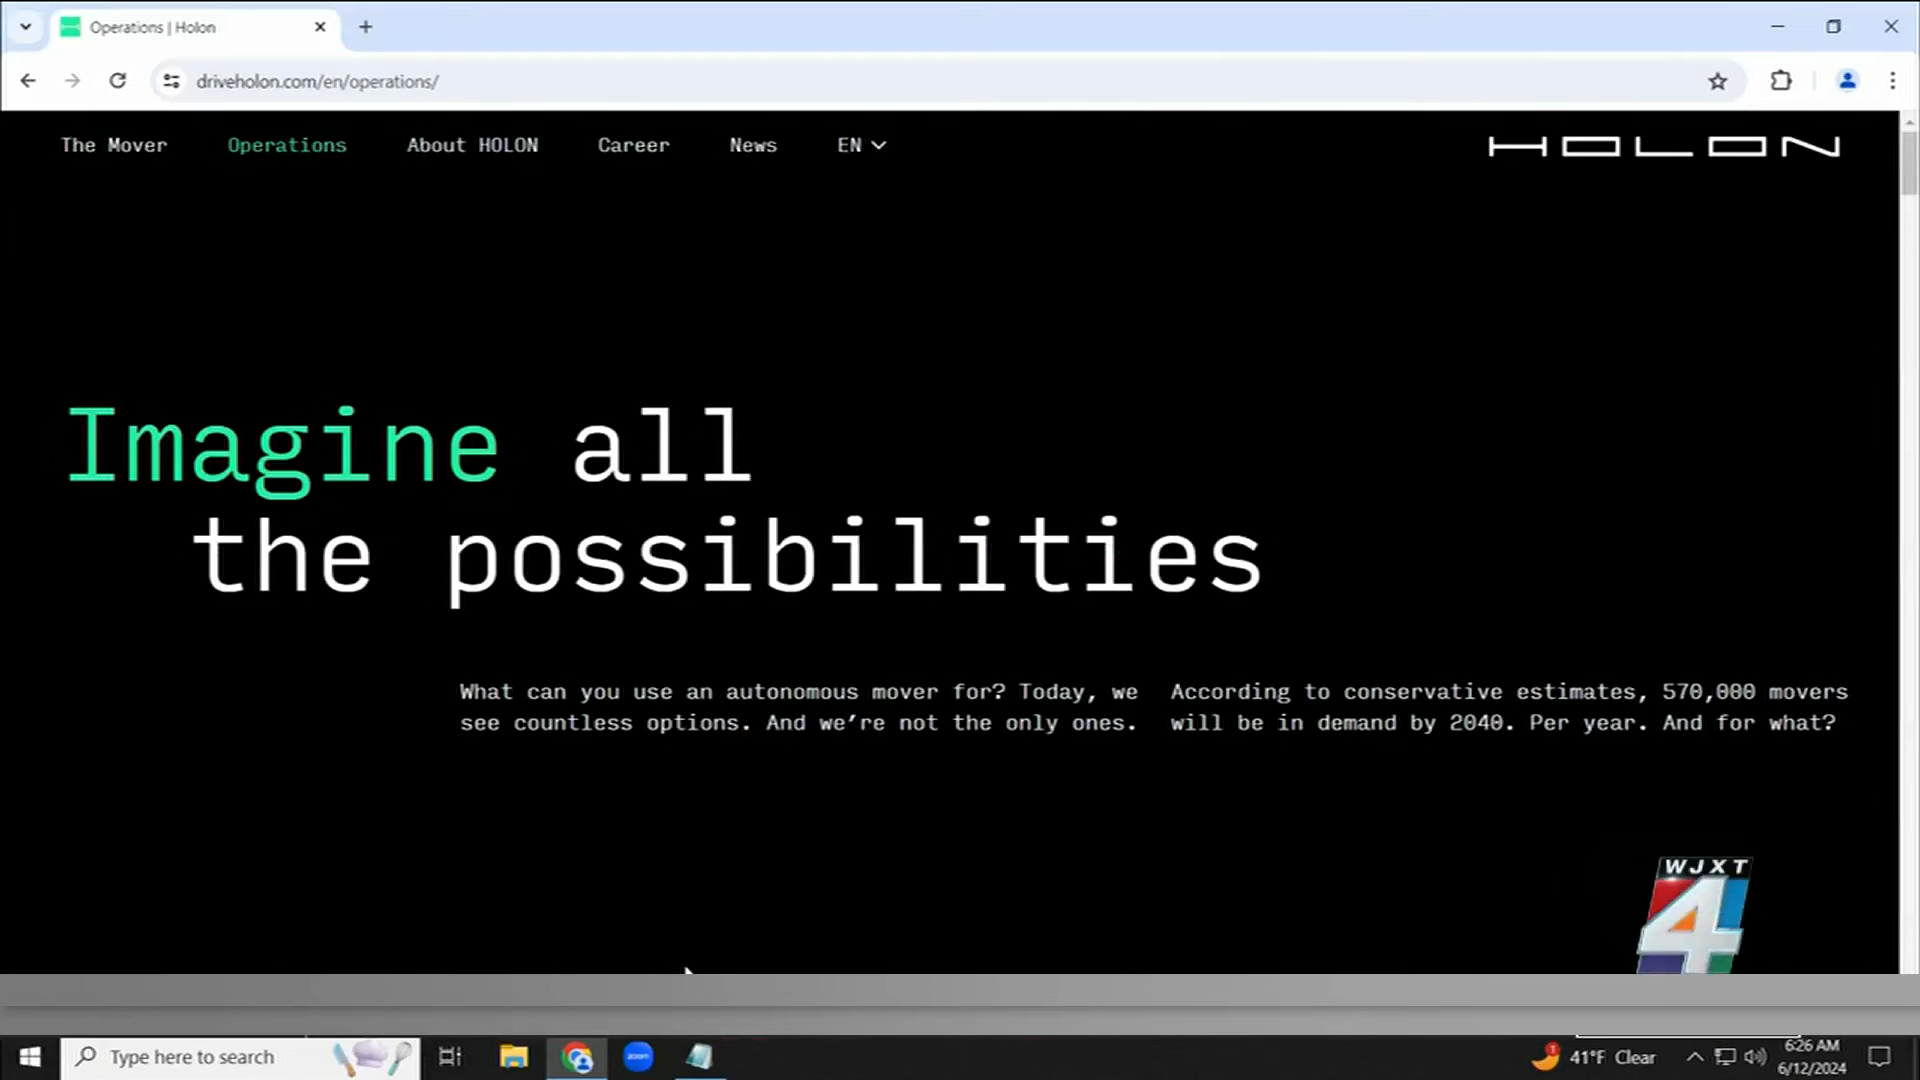 Operations | Holon
driveholon.com/en/operations/
The Mover Operations About HOLON Career News EN HOLON
Imagine all
the possibilities
What can you use an autonomous mover for? Today, we
see countless options. And we’re not the only ones.
According to conservative estimates, 570,000 movers
will be in demand by 2040. Per year. And for what?
WJXT
4
Type here to search
zoom
1
41°F Clear
6:26 AM
6/12/2024